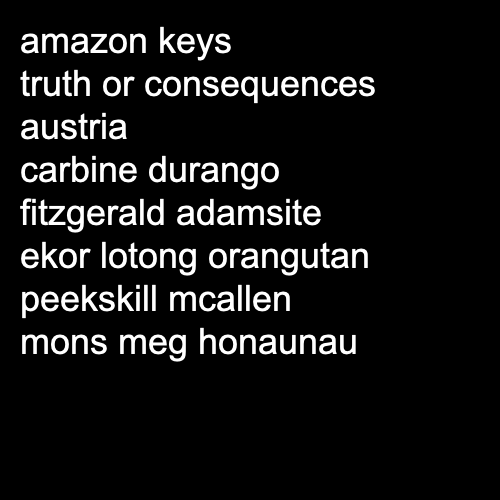 amazon keys
truth or consequences
austria
carbine durango
fitzgerald adamsite
ekor lotong orangutan
peekskill mcallen
mons meg honaunau